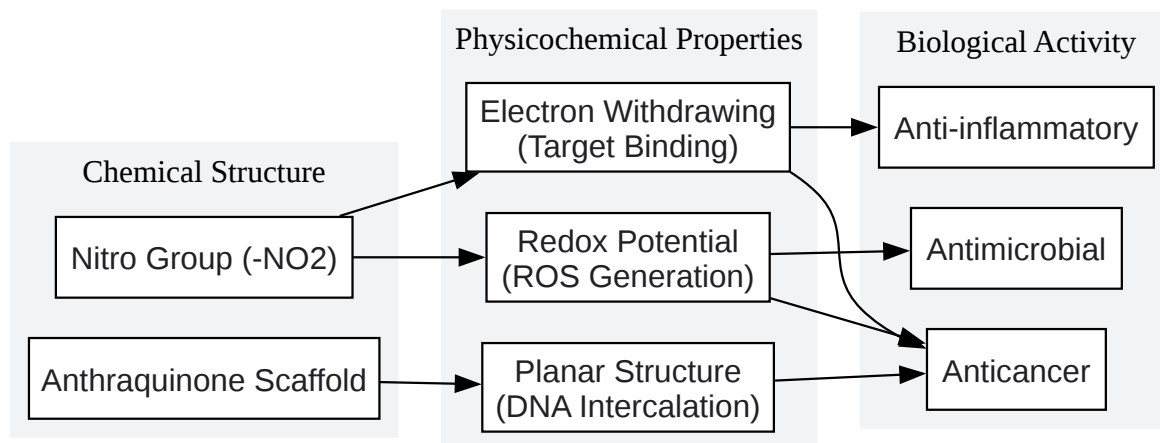 Chemical Structure
Nitro Group (-NO2)
Anthraquinone Scaffold
Physicochemical Properties
Electron Withdrawing
(Target Binding)
Redox Potential
(ROS Generation)
Planar Structure
(DNA Intercalation)
Biological Activity
Anti-inflammatory
Antimicrobial
Anticancer